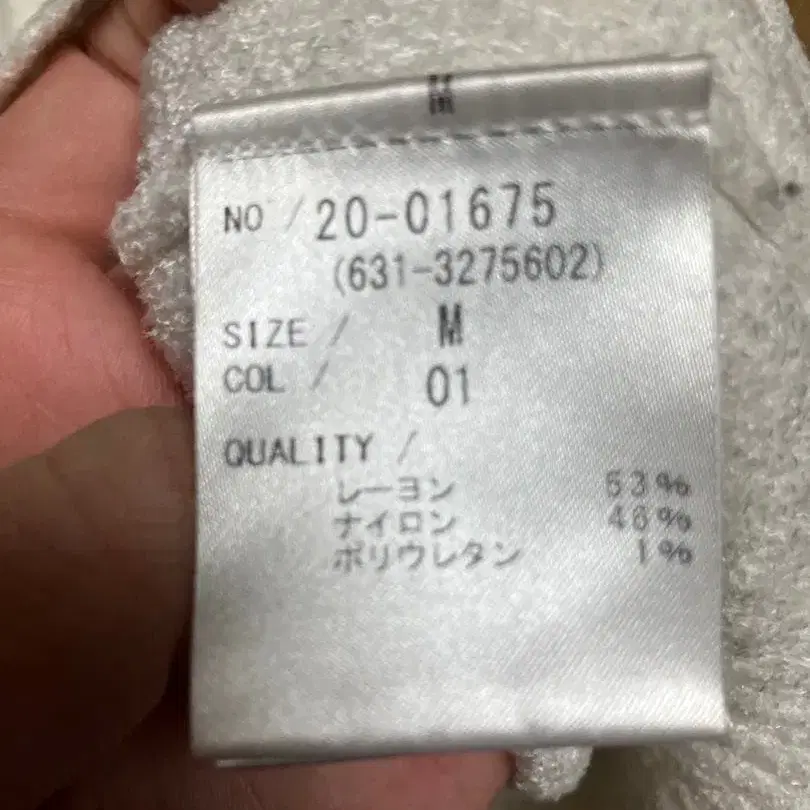 NO / 20-01675
(631-3275602)
SIZE / M
COL / 01
QUALITY /
レーヨン 53%
ナイロン 46%
ポリウレタン 1%